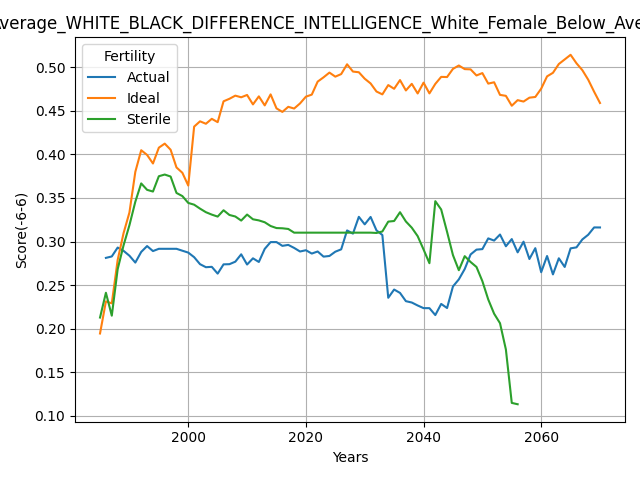 Average_WHITE_BLACK_DIFFERENCE_INTELLIGENCE_White_Female_Below_Ave
Fertility
Actual
Ideal
Sterile
Score(-6-6)
0.50
0.45
0.40
0.35
0.30
0.25
0.20
0.15
0.10
2000
2020
2040
2060
Years